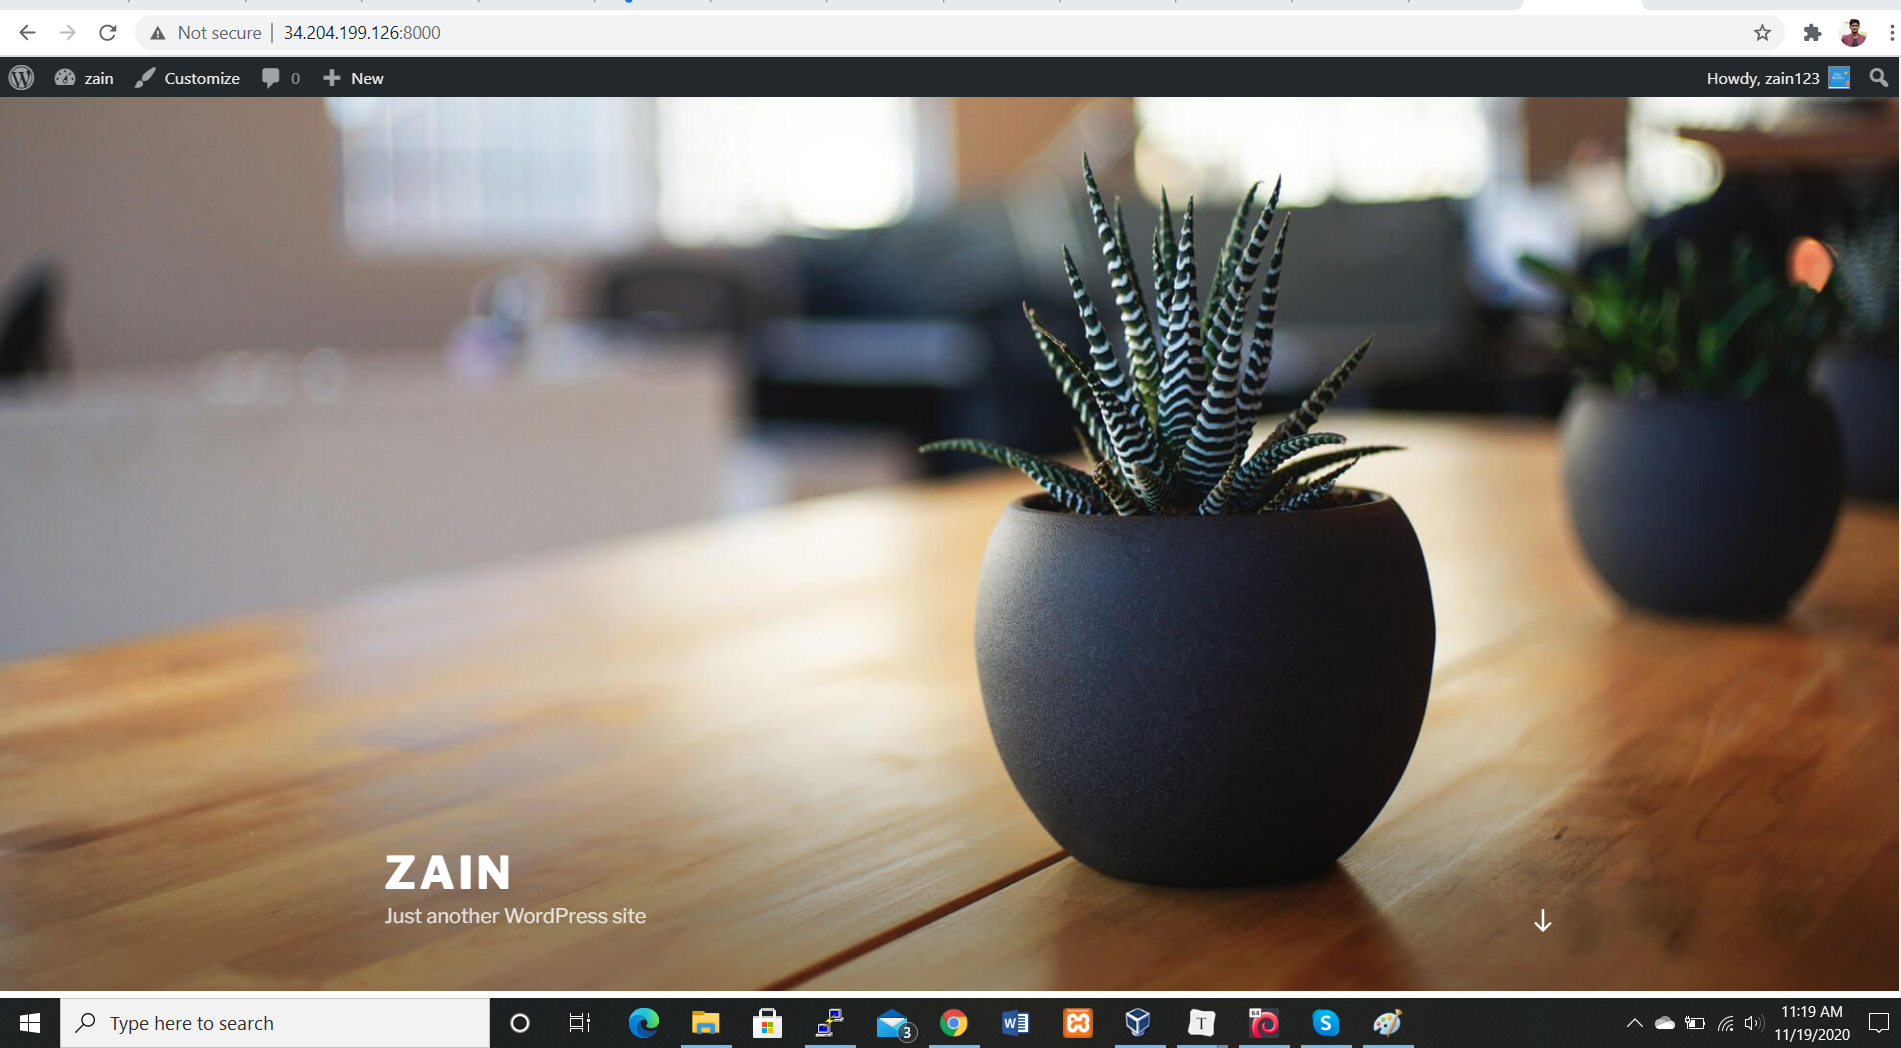 Not secure | 34.204.199.126:8000
zain Customize 0 New Howdy, zain123
ZAIN
Just another WordPress site
Type here to search
3
W
T
64
S
11:19 AM
11/19/2020